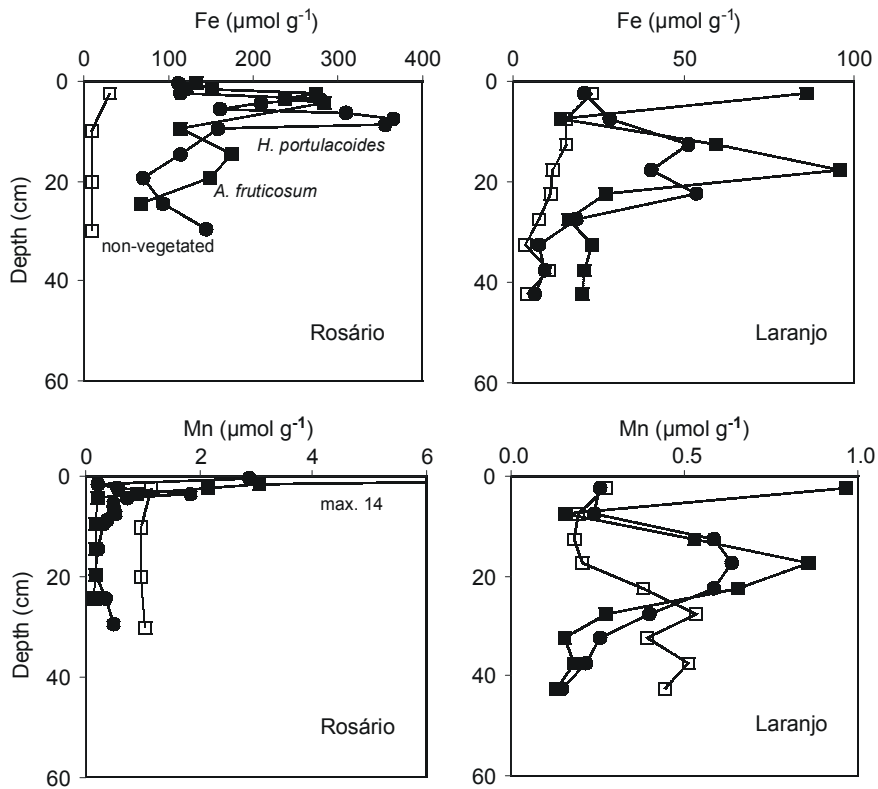 Fe (µmol g-1)
0 100 200 300 400
0
20
40
60
Depth (cm)
H. portulacoides
A. fruticosum
non-vegetated
Rosário
Fe (µmol g-1)
0 50 100
0
20
40
60
Laranjo
Mn (µmol g-1)
0 2 4 6
0
20
40
60
Depth (cm)
max. 14
Rosário
Mn (µmol g-1)
0.0 0.5 1.0
0
20
40
60
Laranjo